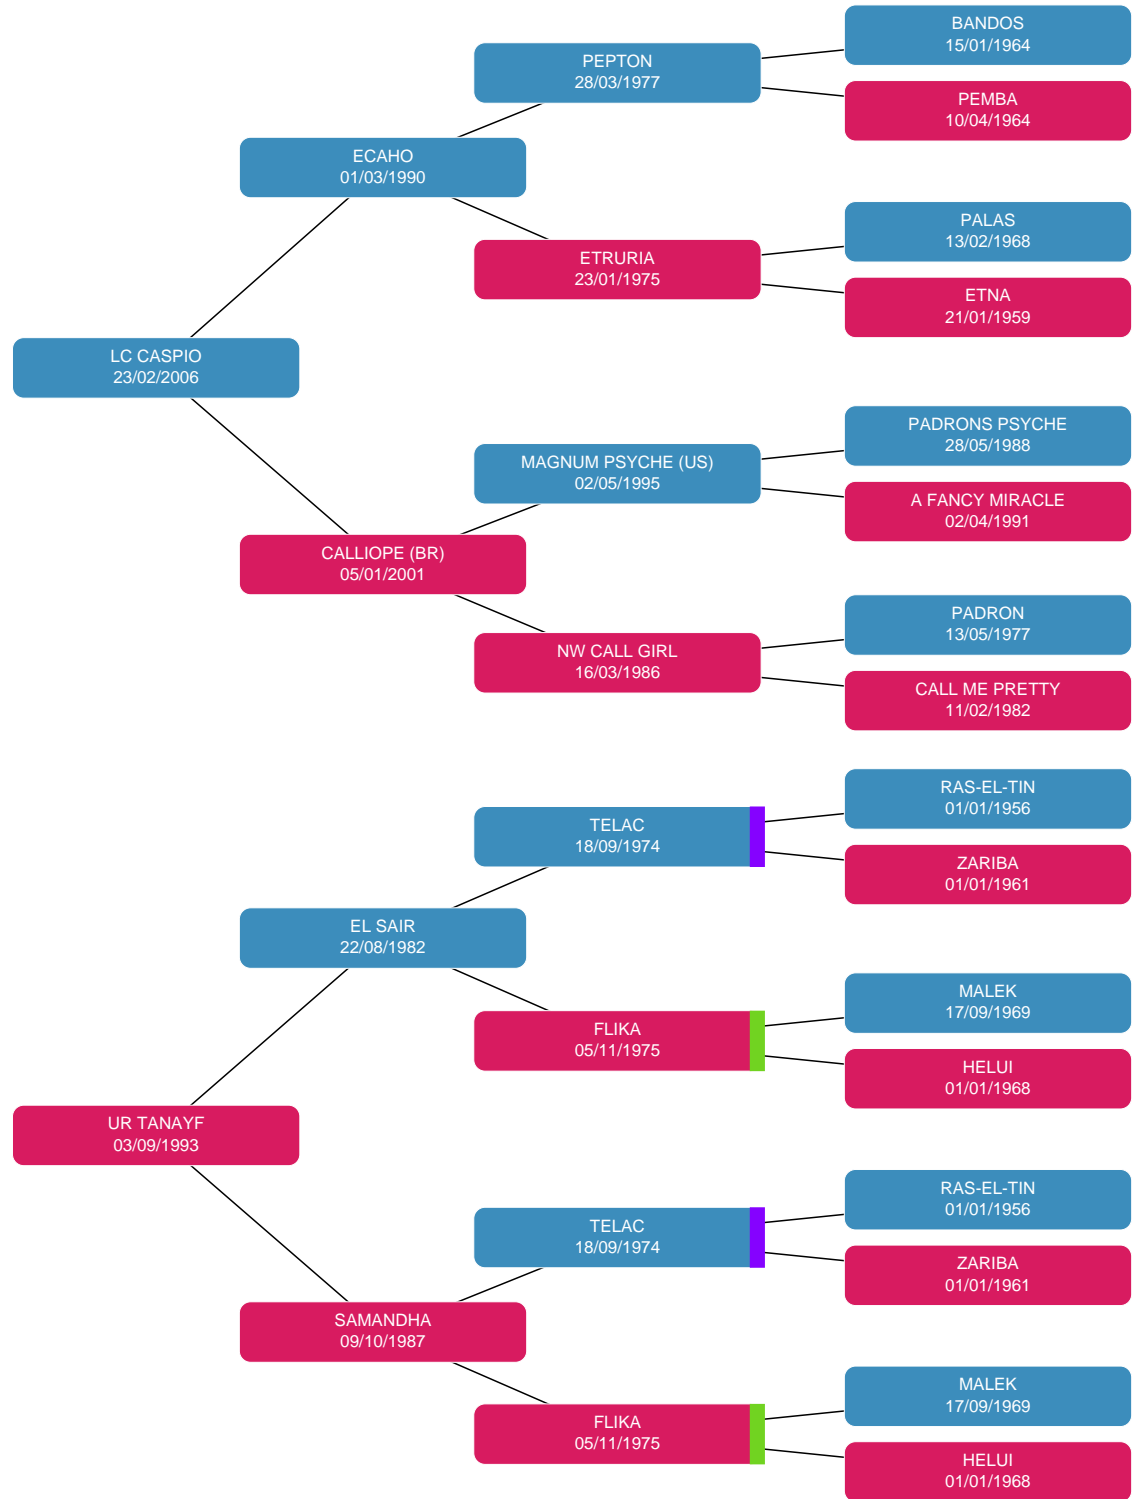 BANDOS
15/01/1964
PEPTON
28/03/1977
PEMBA
10/04/1964
ECAHO
01/03/1990
PALAS
13/02/1968
ETRURIA
23/01/1975
ETNA
21/01/1959
LC CASPIO
23/02/2006
PADRONS PSYCHE
28/05/1988
MAGNUM PSYCHE (US)
02/05/1995
A FANCY MIRACLE
02/04/1991
CALLIOPE (BR)
05/01/2001
PADRON
13/05/1977
NW CALL GIRL
16/03/1986
CALL ME PRETTY
11/02/1982
RAS-EL-TIN
01/01/1956
TELAC
18/09/1974
ZARIBA
01/01/1961
EL SAIR
22/08/1982
MALEK
17/09/1969
FLIKA
05/11/1975
HELUI
01/01/1968
UR TANAYF
03/09/1993
RAS-EL-TIN
01/01/1956
TELAC
18/09/1974
ZARIBA
01/01/1961
SAMANDHA
09/10/1987
MALEK
17/09/1969
FLIKA
05/11/1975
HELUI
01/01/1968